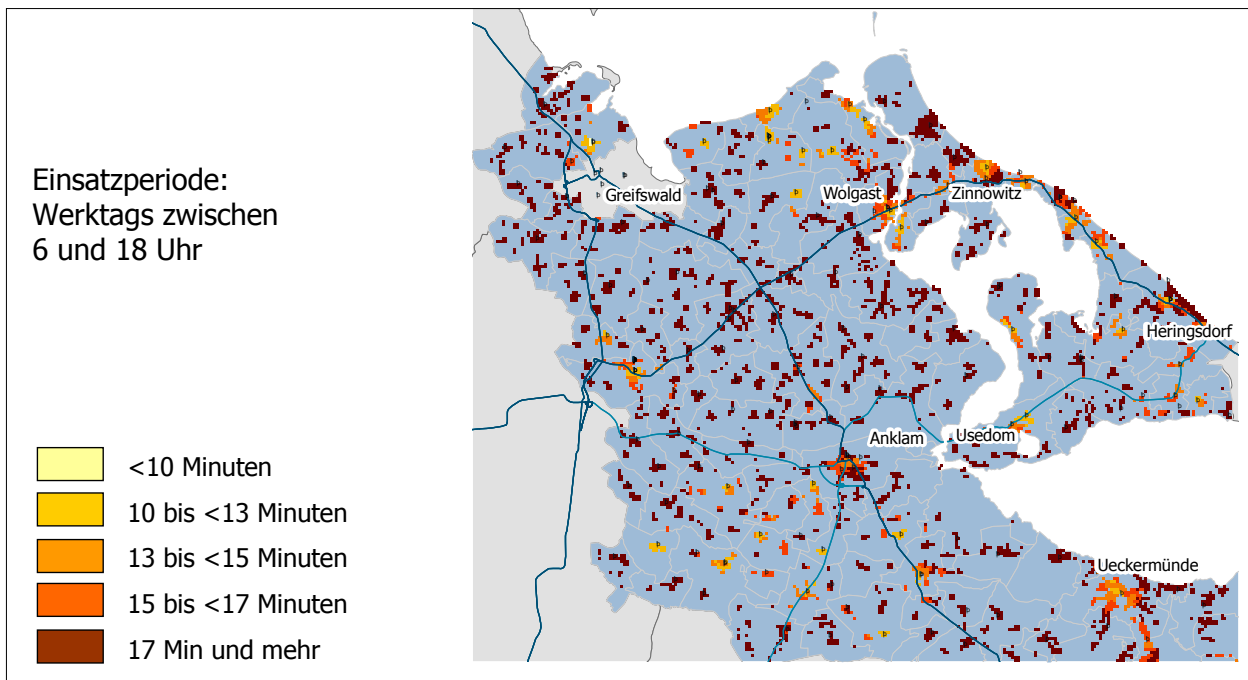 Einsatzperiode:
Werktags zwischen
6 und 18 Uhr
<10 Minuten
10 bis <13 Minuten
13 bis <15 Minuten
15 bis <17 Minuten
17 Min und mehr
Greifswald
Wolgast
Zinnowitz
Heringsdorf
Anklam
Usedom
Ueckermünde